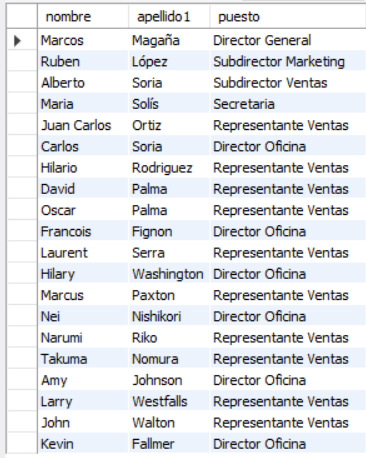 nombre apellido1 puesto
Marcos Magaña Director General
Ruben López Subdirector Marketing
Alberto Soria Subdirector Ventas
Maria Solís Secretaria
Juan Carlos Ortiz Representante Ventas
Carlos Soria Director Oficina
Hilario Rodriguez Representante Ventas
David Palma Representante Ventas
Oscar Palma Representante Ventas
Francois Fignon Director Oficina
Laurent Serra Representante Ventas
Hilary Washington Director Oficina
Marcus Paxton Representante Ventas
Nei Nishikori Director Oficina
Narumi Riko Representante Ventas
Takuma Nomura Representante Ventas
Amy Johnson Director Oficina
Larry Westfalls Representante Ventas
John Walton Representante Ventas
Kevin Fallmer Director Oficina